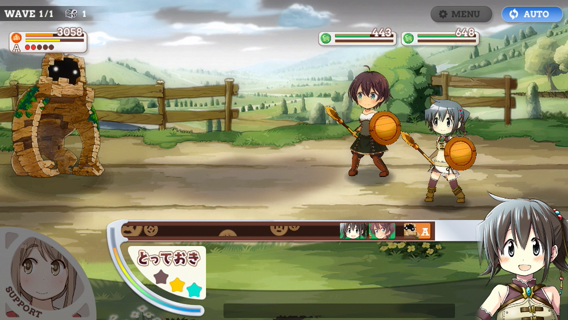 WAVE 1/1
1
MENU
AUTO
3058
A
443
648
A
とっておき
SUPPORT